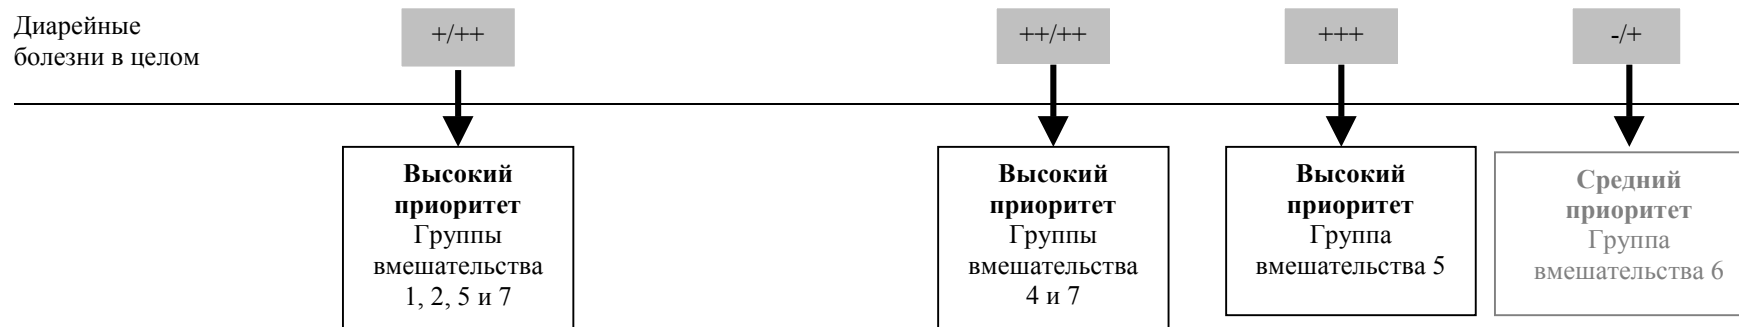 Диарейные
болезни в целом
+/++
++/++
+++
-/+
Высокий
приоритет
Группы
вмешательства
1, 2, 5 и 7
Высокий
приоритет
Группы
вмешательства
4 и 7
Высокий
приоритет
Группа
вмешательства 5
Средний
приоритет
Группа
вмешательства 6